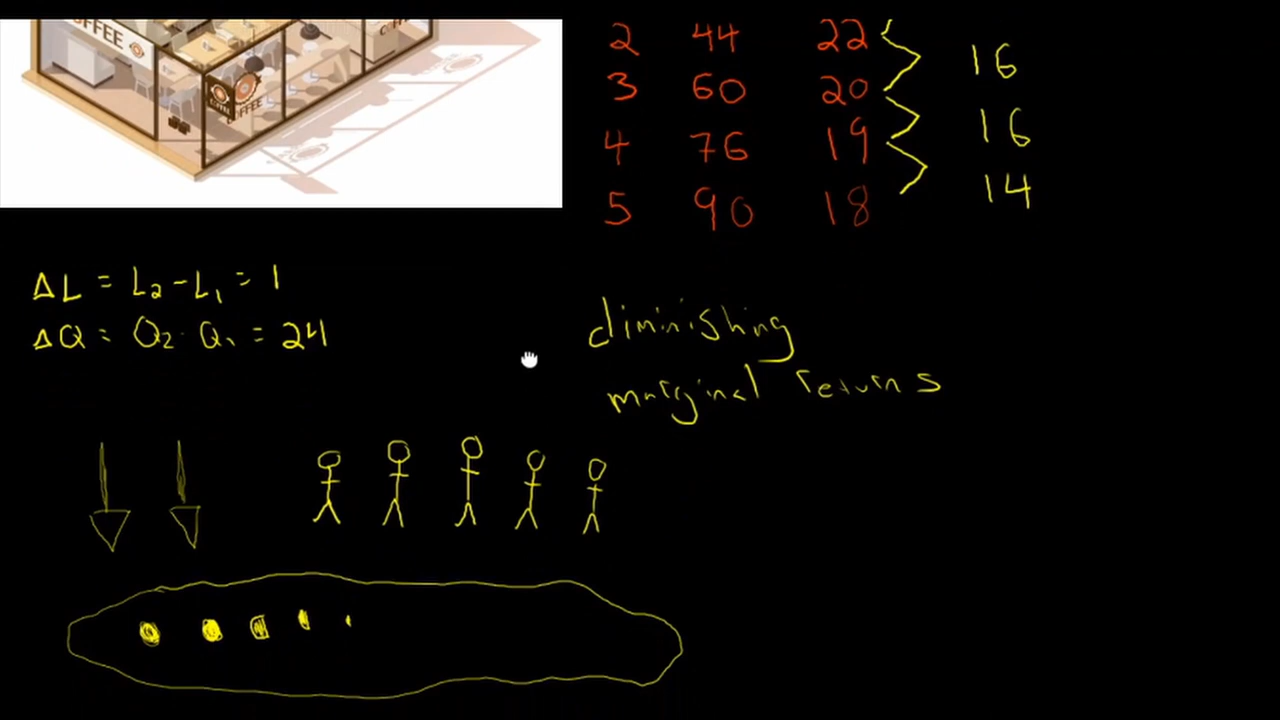 OFFEE
COFFEE
2 44 22
3 60 20 16
4 76 19 16
5 90 18 14
ΔL = L2 - L1 = 1
ΔQ = Q2 - Q1 = 24
diminishing
marginal returns